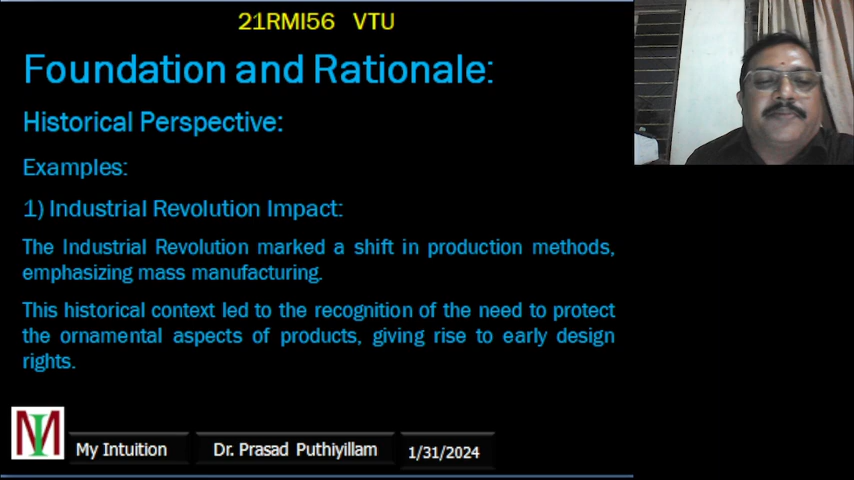 21RMI56 VTU
Foundation and Rationale:
Historical Perspective:
Examples:
1) Industrial Revolution Impact:
The Industrial Revolution marked a shift in production methods,
emphasizing mass manufacturing.
This historical context led to the recognition of the need to protect
the ornamental aspects of products, giving rise to early design
rights.
MI
My Intuition
Dr. Prasad Puthiyillam
1/31/2024